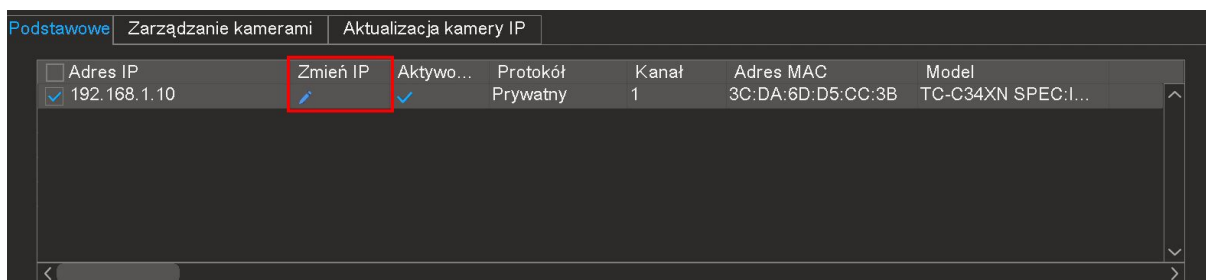 Podstawowe Zarządzanie kamerami Aktualizacja kamery IP
Adres IP Zmień IP Aktywo... Protokół Kanał Adres MAC Model
192.168.1.10 Prywatny 1 3C:DA:6D:D5:CC:3B TC-C34XN SPEC:I...